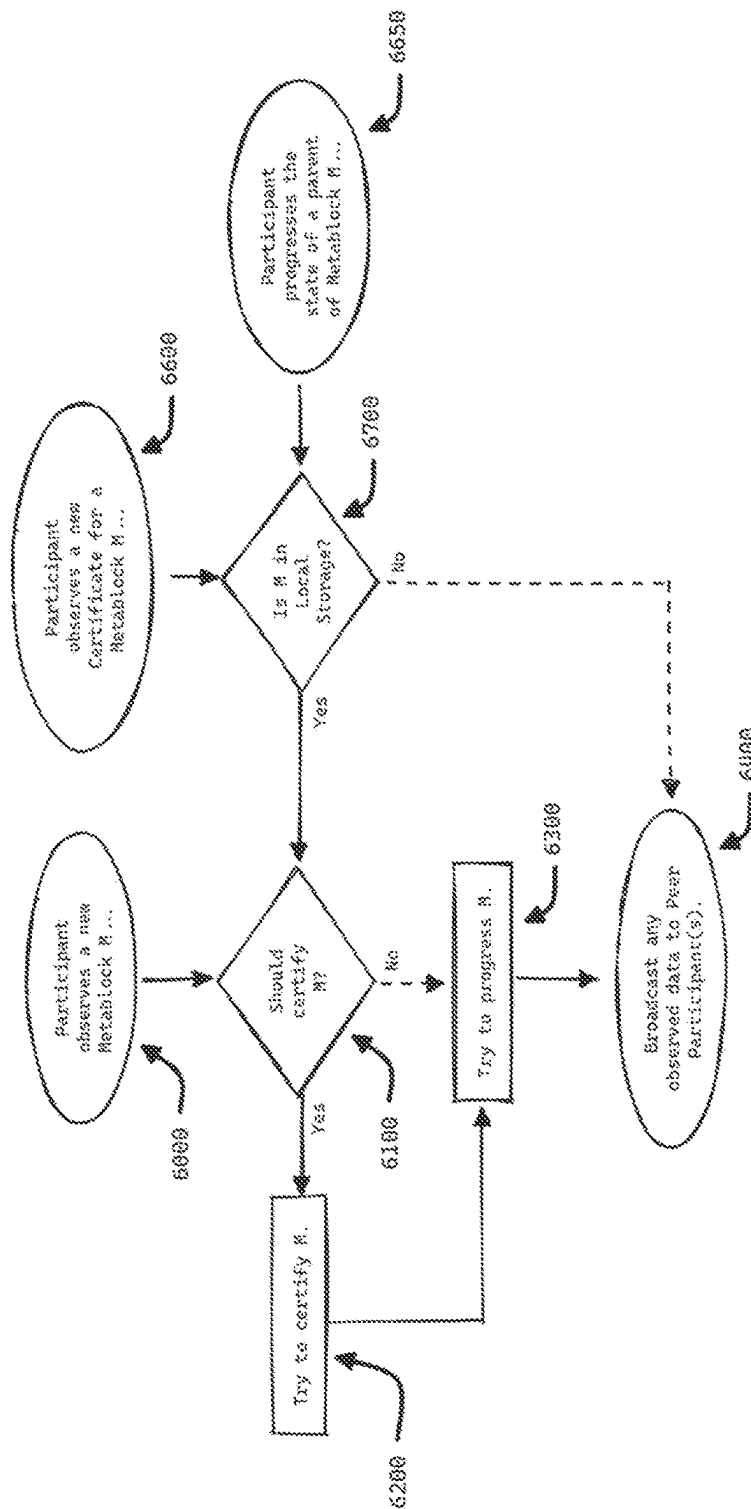 Participant
observes a new
Metablock M...
6000
Participant
observes a new
Certificate for a
Metablock M...
6600
Participant
progresses the
state of a parent
of Metablock M...
6650
Is M in
Local
Storage?
6700
Yes
No
Should
certify
M?
6100
Yes
No
Try to certify M.
6200
Try to progress M.
6300
Broadcast any
observed data to Peer
Participant(s).
6800